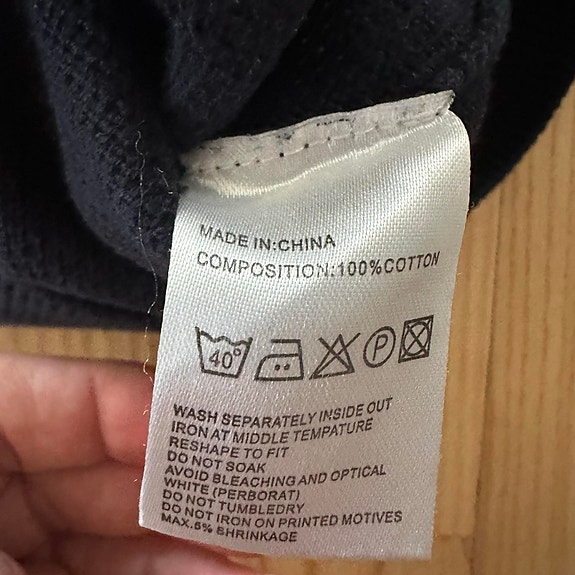 MADE IN:CHINA
COMPOSITION:100%COTTON
40° P
WASH SEPARATELY INSIDE OUT
IRON AT MIDDLE TEMPATURE
RESHAPE TO FIT
DO NOT SOAK
AVOID BLEACHING AND OPTICAL
WHITE (PERBORAT)
DO NOT TUMBLEDRY
DO NOT IRON ON PRINTED MOTIVES
MAX.5% SHRINKAGE